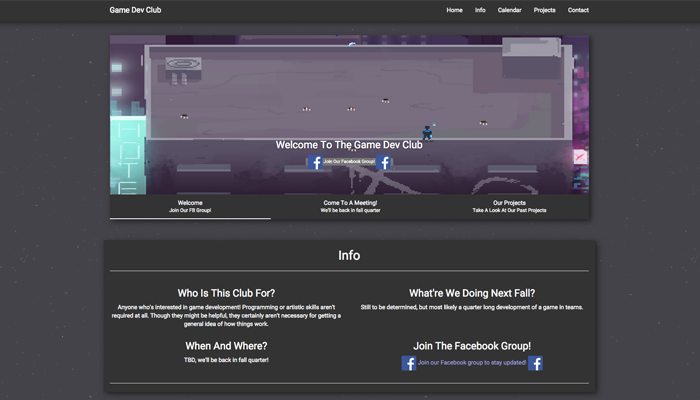 Game Dev Club
Home Info Calendar Projects Contact
Welcome To The Game Dev Club
Join Our Facebook Group!
Welcome
Join Our FB Group!
Come To A Meeting!
We'll be back in fall quarter
Our Projects
Take A Look At Our Past Projects
Info
Who Is This Club For?
Anyone who's interested in game development! Programming or artistic skills aren't
required at all. Though they might be helpful, they certainly aren't necessary for getting a
general idea of how things work.
What're We Doing Next Fall?
Still to be determined, but most likely a quarter long development of a game in teams.
When And Where?
TBD, we'll be back in fall quarter!
Join The Facebook Group!
Join our Facebook group to stay updated!